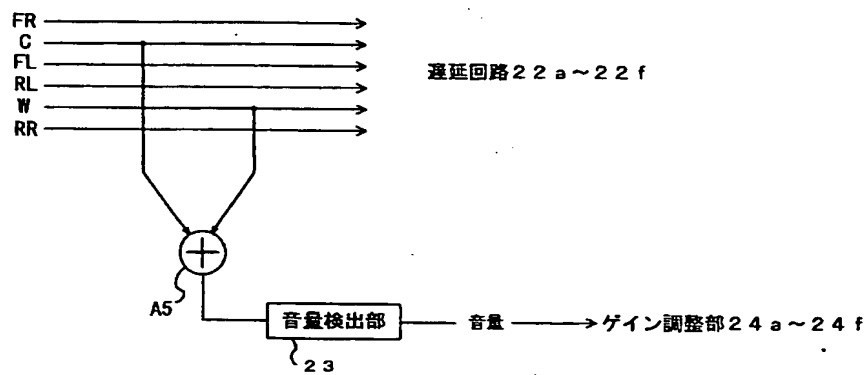 FR
C
FL
RL
W
RR
遅延回路２２ａ～２２ｆ
A5
音量検出部
音量
ゲイン調整部２４ａ～２４ｆ
２３